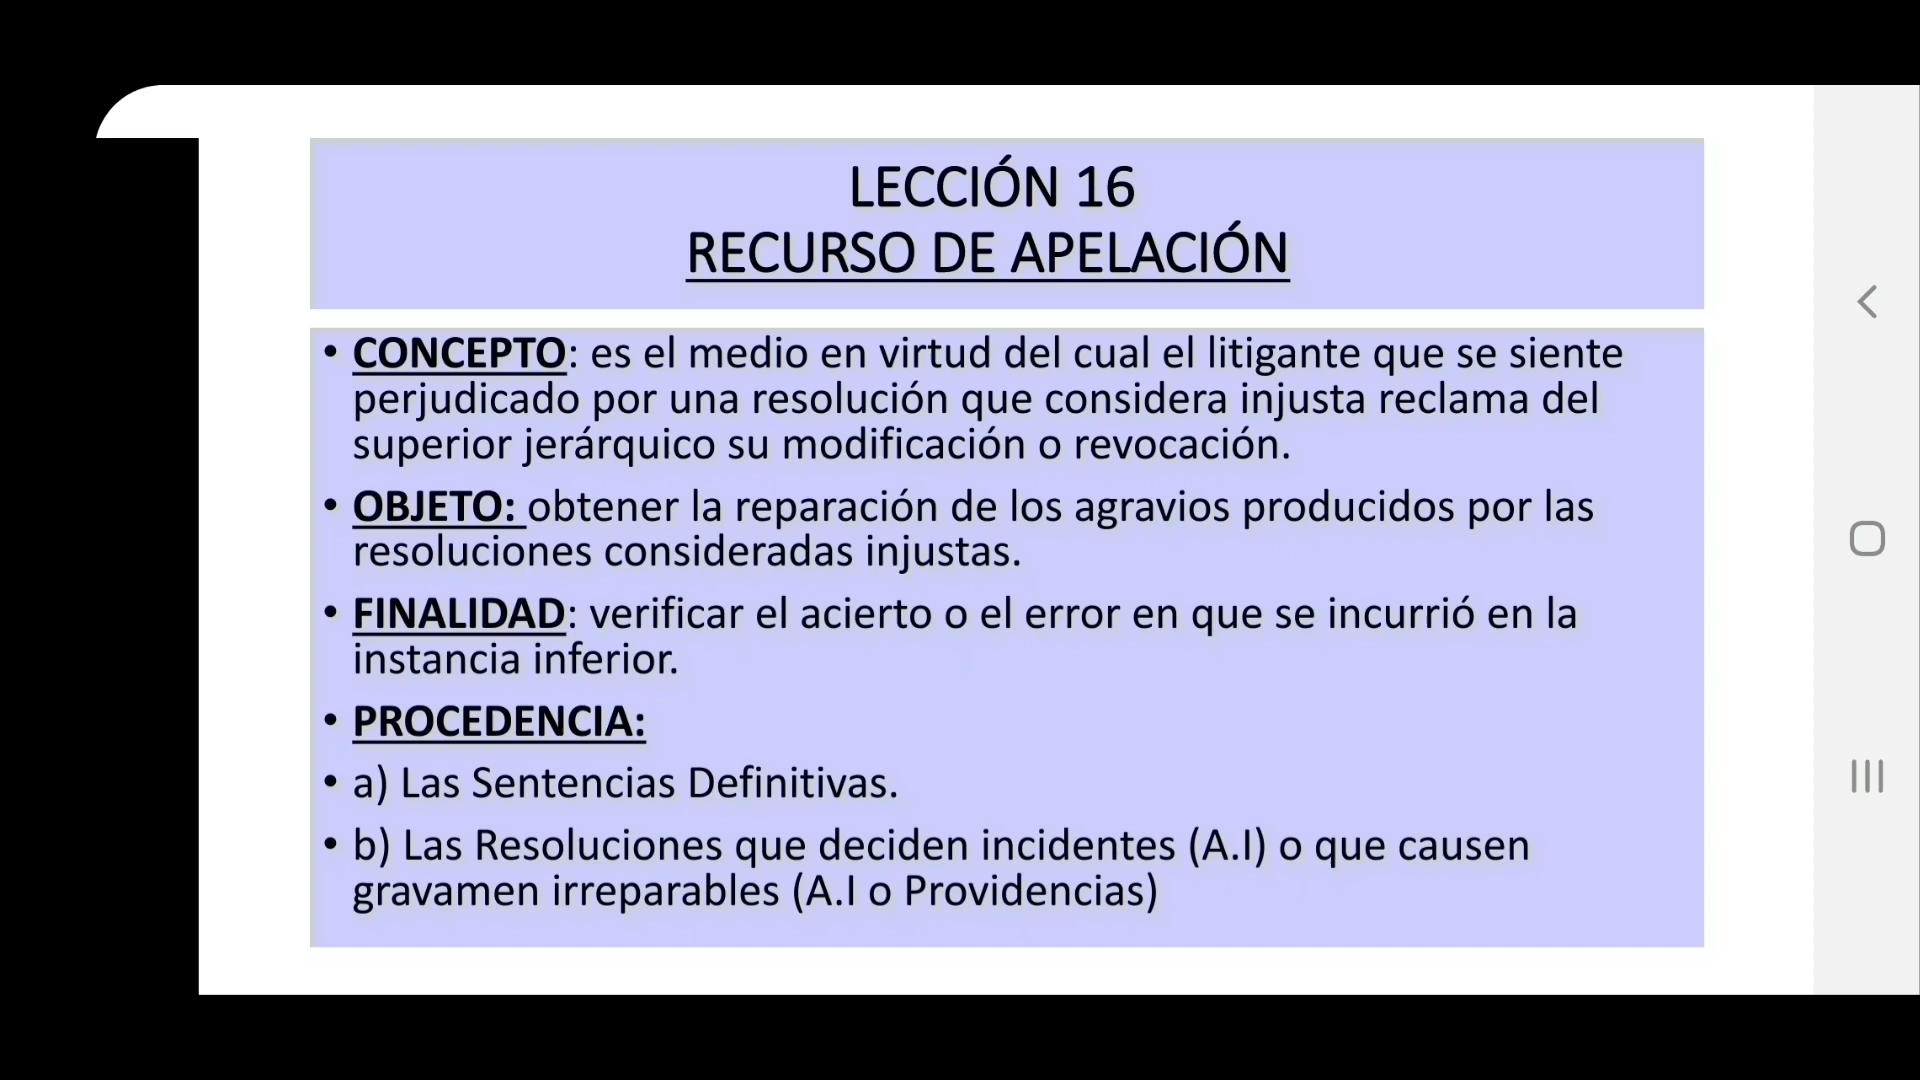 LECCIÓN 16
RECURSO DE APELACIÓN
• CONCEPTO: es el medio en virtud del cual el litigante que se siente
perjudicado por una resolución que considera injusta reclama del
superior jerárquico su modificación o revocación.
• OBJETO: obtener la reparación de los agravios producidos por las
resoluciones consideradas injustas.
• FINALIDAD: verificar el acierto o el error en que se incurrió en la
instancia inferior.
• PROCEDENCIA:
• a) Las Sentencias Definitivas.
• b) Las Resoluciones que deciden incidentes (A.I) o que causen
gravamen irreparables (A.I o Providencias)